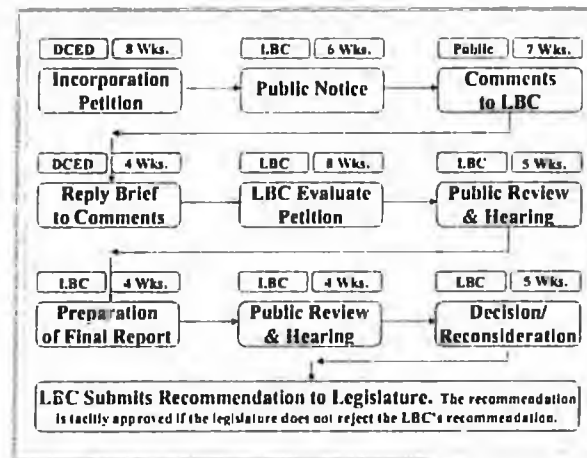 DCED 8 Wks. LBC 6 Wks. Public 7 Wks.
Incorporation Petition
Public Notice
Comments to LBC
DCED 4 Wks. LBC 8 Wks. LBC 5 Wks.
Reply Brief to Comments
LBC Evaluate Petition
Public Review & Hearing
LBC 4 Wks. LBC 4 Wks. LBC 5 Wks.
Preparation of Final Report
Public Review & Hearing
Decision/ Reconsideration
LBC Submits Recommendation to Legislature. The recommendation
is tacitly approved if the legislature does not reject the LBC's recommendation.